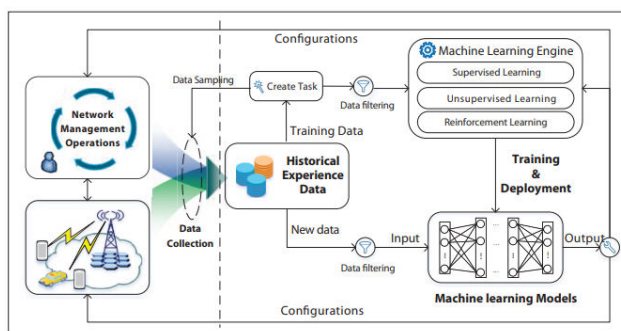 Configurations
Machine Learning Engine
Supervised Learning
Unsupervised Learning
Reinforcement Learning
Data Sampling
Create Task
Data filtering
Network
Management
Operations
Training Data
Historical
Experience
Data
Training
&
Deployment
Data
Collection
New data
Input
Output
Data filtering
...
...
Machine learning Models
Configurations